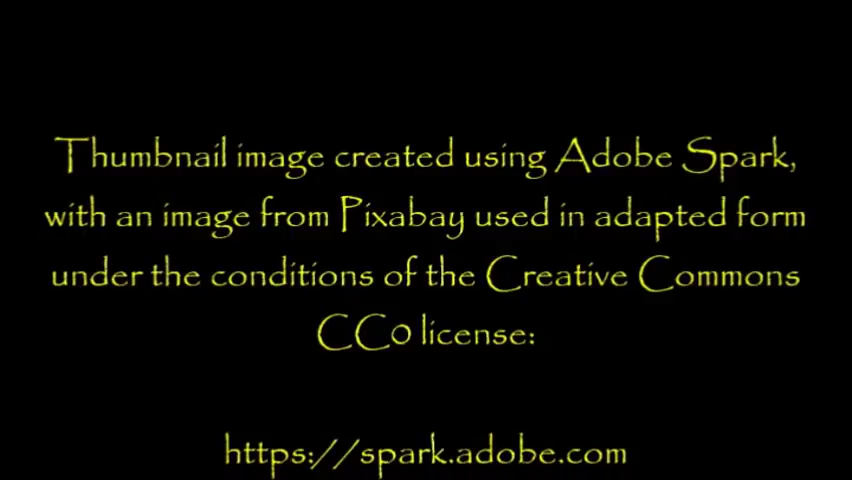 Thumbnail image created using Adobe Spark,
with an image from Pixabay used in adapted form
under the conditions of the Creative Commons
CC0 license:
https://spark.adobe.com